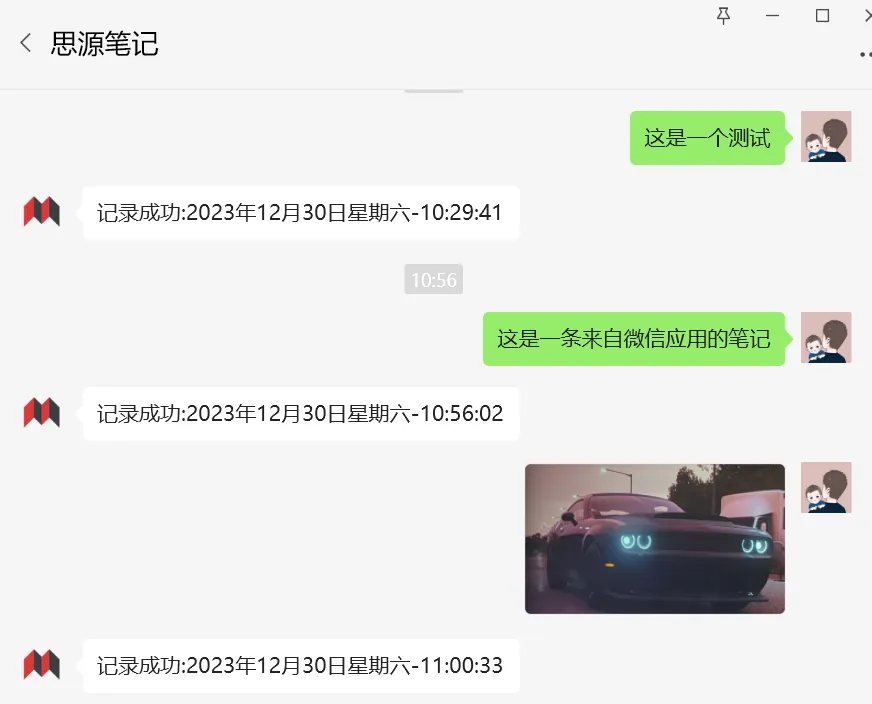 思源笔记
这是一个测试
记录成功:2023年12月30日星期六-10:29:41
10:56
这是一条来自微信应用的笔记
记录成功:2023年12月30日星期六-10:56:02
记录成功:2023年12月30日星期六-11:00:33